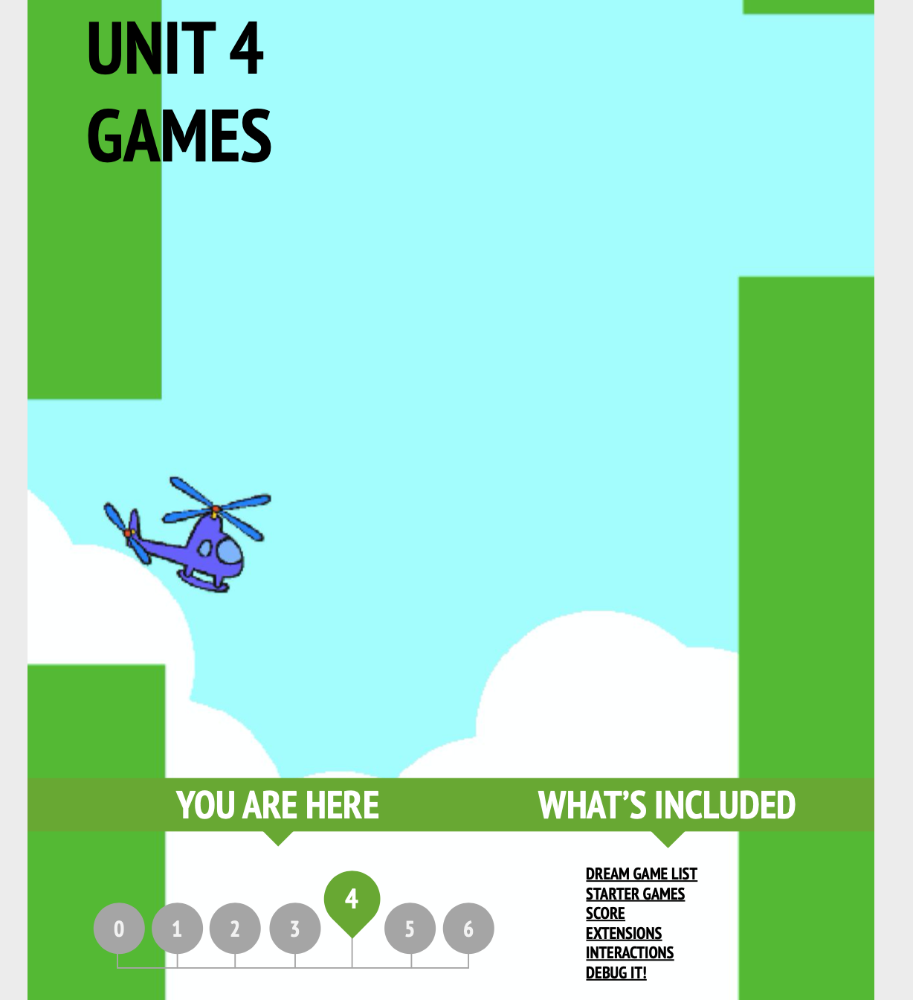 UNIT 4
GAMES
YOU ARE HERE
WHAT’S INCLUDED
0 1 2 3 4 5 6
DREAM GAME LIST
STARTER GAMES
SCORE
EXTENSIONS
INTERACTIONS
DEBUG IT!